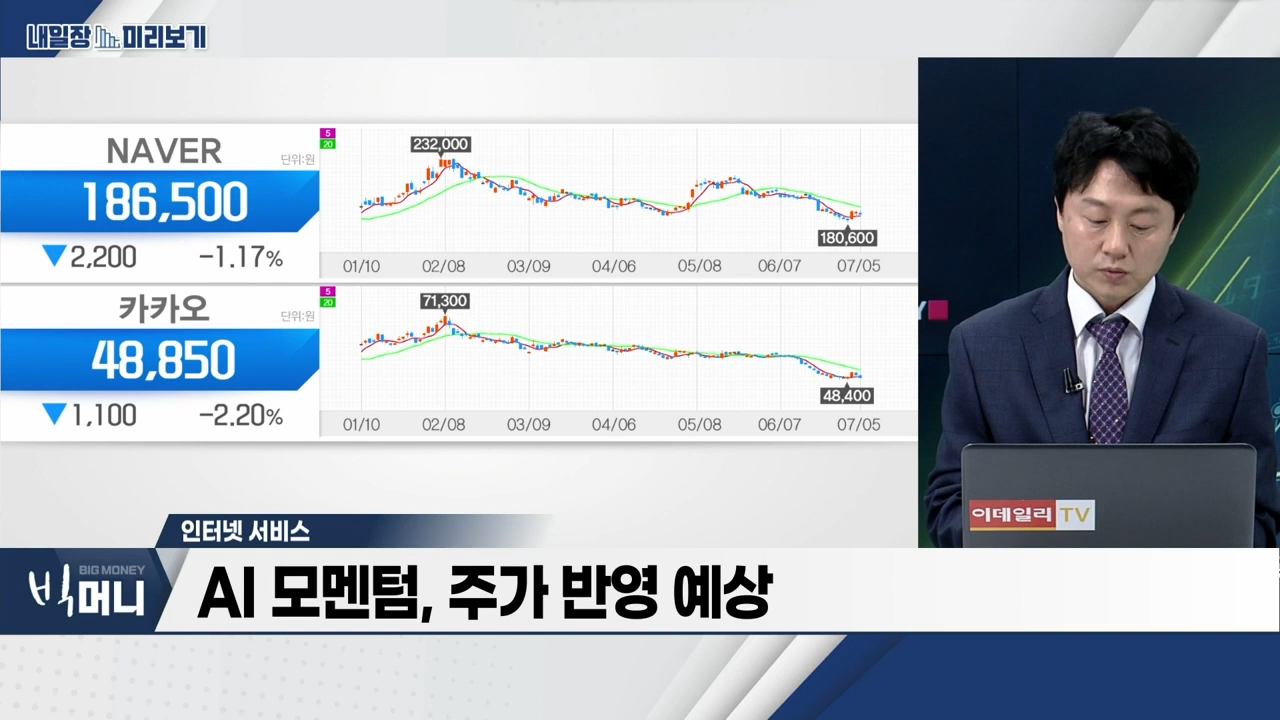 내일장 미리보기
NAVER
단위:원
186,500
▼2,200 -1.17%
5
20
232,000
180,600
01/10 02/08 03/09 04/06 05/08 06/07 07/05
카카오
단위:원
48,850
▼1,100 -2.20%
5
20
71,300
48,400
01/10 02/08 03/09 04/06 05/08 06/07 07/05
이데일리TV
인터넷 서비스
BIG MONEY
빅머니
AI 모멘텀, 주가 반영 예상